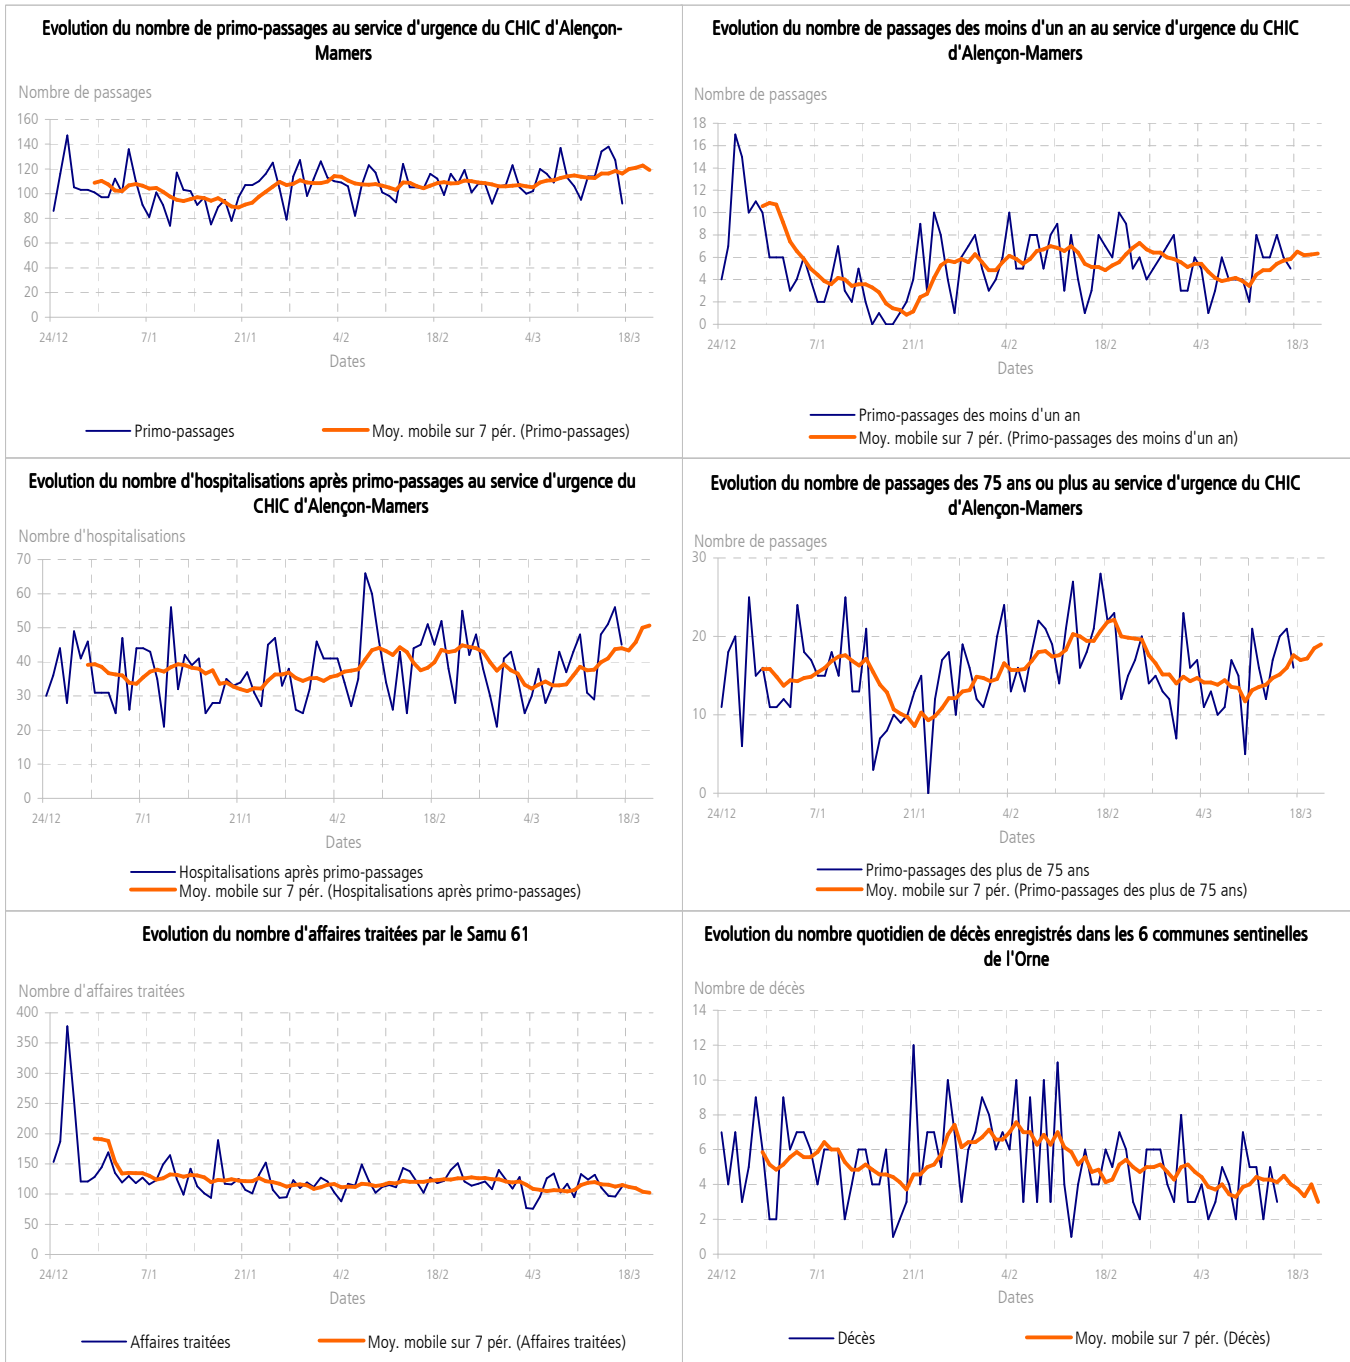 Evolution du nombre de primo-passages au service d'urgence du CHIC d'Alençon-
Mamers
Nombre de passages
160
140
120
100
80
60
40
20
0
24/12 7/1 21/1 4/2 18/2 4/3 18/3
Dates
Primo-passages Moy. mobile sur 7 pér. (Primo-passages)
Evolution du nombre de passages des moins d'un an au service d'urgence du CHIC
d'Alençon-Mamers
Nombre de passages
18
16
14
12
10
8
6
4
2
0
24/12 7/1 21/1 4/2 18/2 4/3 18/3
Dates
Primo-passages des moins d'un an
Moy. mobile sur 7 pér. (Primo-passages des moins d'un an)
Evolution du nombre d'hospitalisations après primo-passages au service d'urgence du
CHIC d'Alençon-Mamers
Nombre d'hospitalisations
70
60
50
40
30
20
10
0
24/12 7/1 21/1 4/2 18/2 4/3 18/3
Dates
Hospitalisations après primo-passages
Moy. mobile sur 7 pér. (Hospitalisations après primo-passages)
Evolution du nombre de passages des 75 ans ou plus au service d'urgence du CHIC
d'Alençon-Mamers
Nombre de passages
30
20
10
0
24/12 7/1 21/1 4/2 18/2 4/3 18/3
Dates
Primo-passages des plus de 75 ans
Moy. mobile sur 7 pér. (Primo-passages des plus de 75 ans)
Evolution du nombre d'affaires traitées par le Samu 61
Nombre d'affaires traitées
400
350
300
250
200
150
100
50
0
24/12 7/1 21/1 4/2 18/2 4/3 18/3
Dates
Affaires traitées Moy. mobile sur 7 pér. (Affaires traitées)
Evolution du nombre quotidien de décès enregistrés dans les 6 communes sentinelles
de l'Orne
Nombre de décès
14
12
10
8
6
4
2
0
24/12 7/1 21/1 4/2 18/2 4/3 18/3
Dates
Décès Moy. mobile sur 7 pér. (Décès)